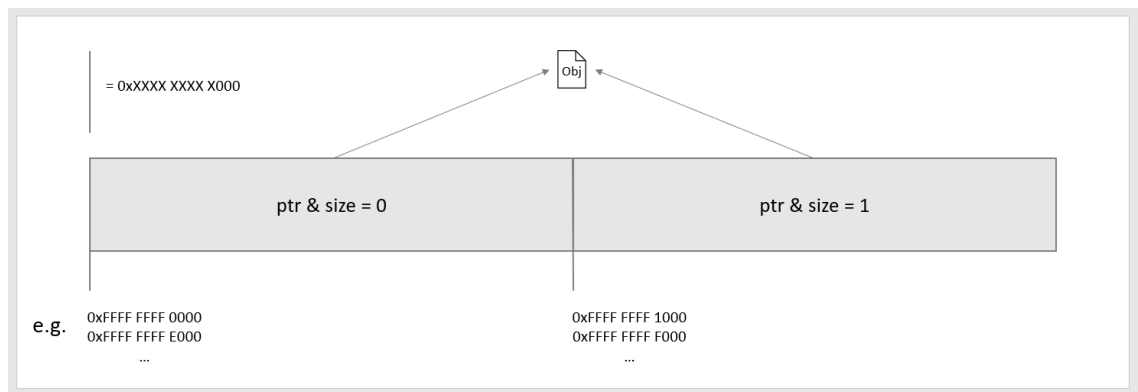 Obj
= 0xXXXX XXXX X000
ptr & size = 0
ptr & size = 1
e.g.
0xFFFF FFFF 0000
0xFFFF FFFF E000
...
0xFFFF FFFF 1000
0xFFFF FFFF F000
...